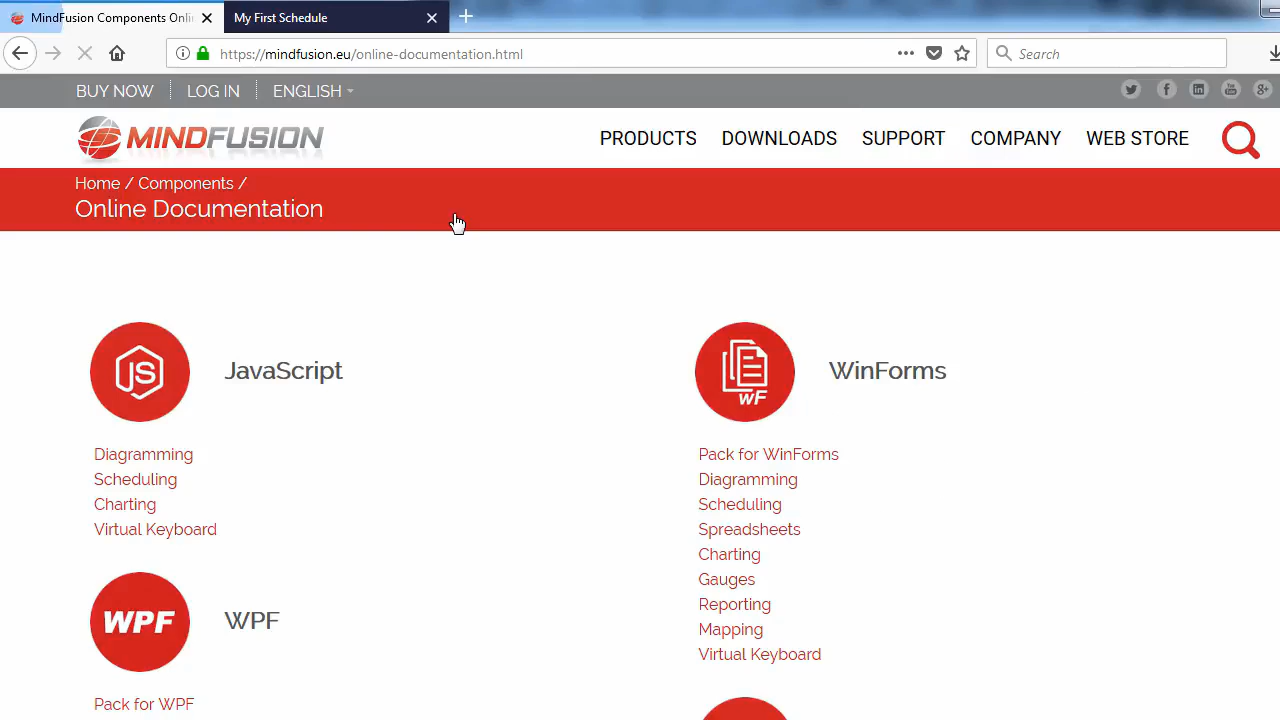 MindFusion Components Onli
My First Schedule
https://mindfusion.eu/online-documentation.html
Search
BUY NOW
LOG IN
ENGLISH
MINDFUSION
PRODUCTS
DOWNLOADS
SUPPORT
COMPANY
WEB STORE
Home / Components /
Online Documentation
JS
JavaScript
Diagramming
Scheduling
Charting
Virtual Keyboard
WPF
WPF
Pack for WPF
WF
WinForms
Pack for WinForms
Diagramming
Scheduling
Spreadsheets
Charting
Gauges
Reporting
Mapping
Virtual Keyboard